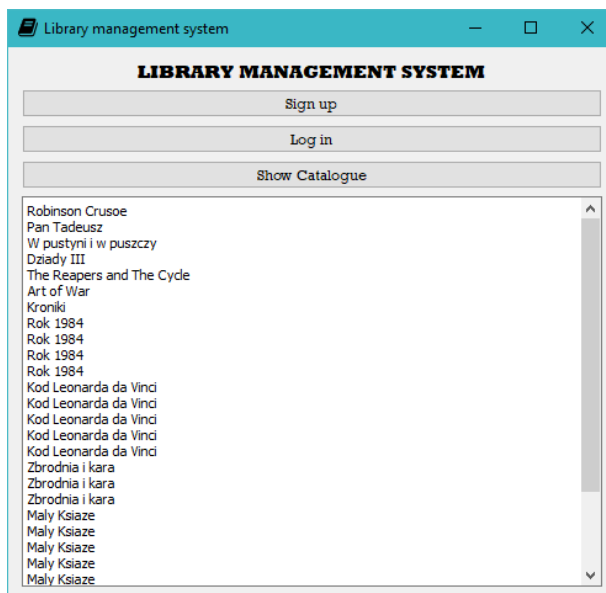 Library management system
LIBRARY MANAGEMENT SYSTEM
Sign up
Log in
Show Catalogue
Robinson Crusoe
Pan Tadeusz
W pustyni i w puszczy
Dziady III
The Reapers and The Cycle
Art of War
Kroniki
Rok 1984
Rok 1984
Rok 1984
Rok 1984
Kod Leonarda da Vinci
Kod Leonarda da Vinci
Kod Leonarda da Vinci
Kod Leonarda da Vinci
Kod Leonarda da Vinci
Zbrodnia i kara
Zbrodnia i kara
Zbrodnia i kara
Maly Ksiaze
Maly Ksiaze
Maly Ksiaze
Maly Ksiaze
Maly Ksiaze